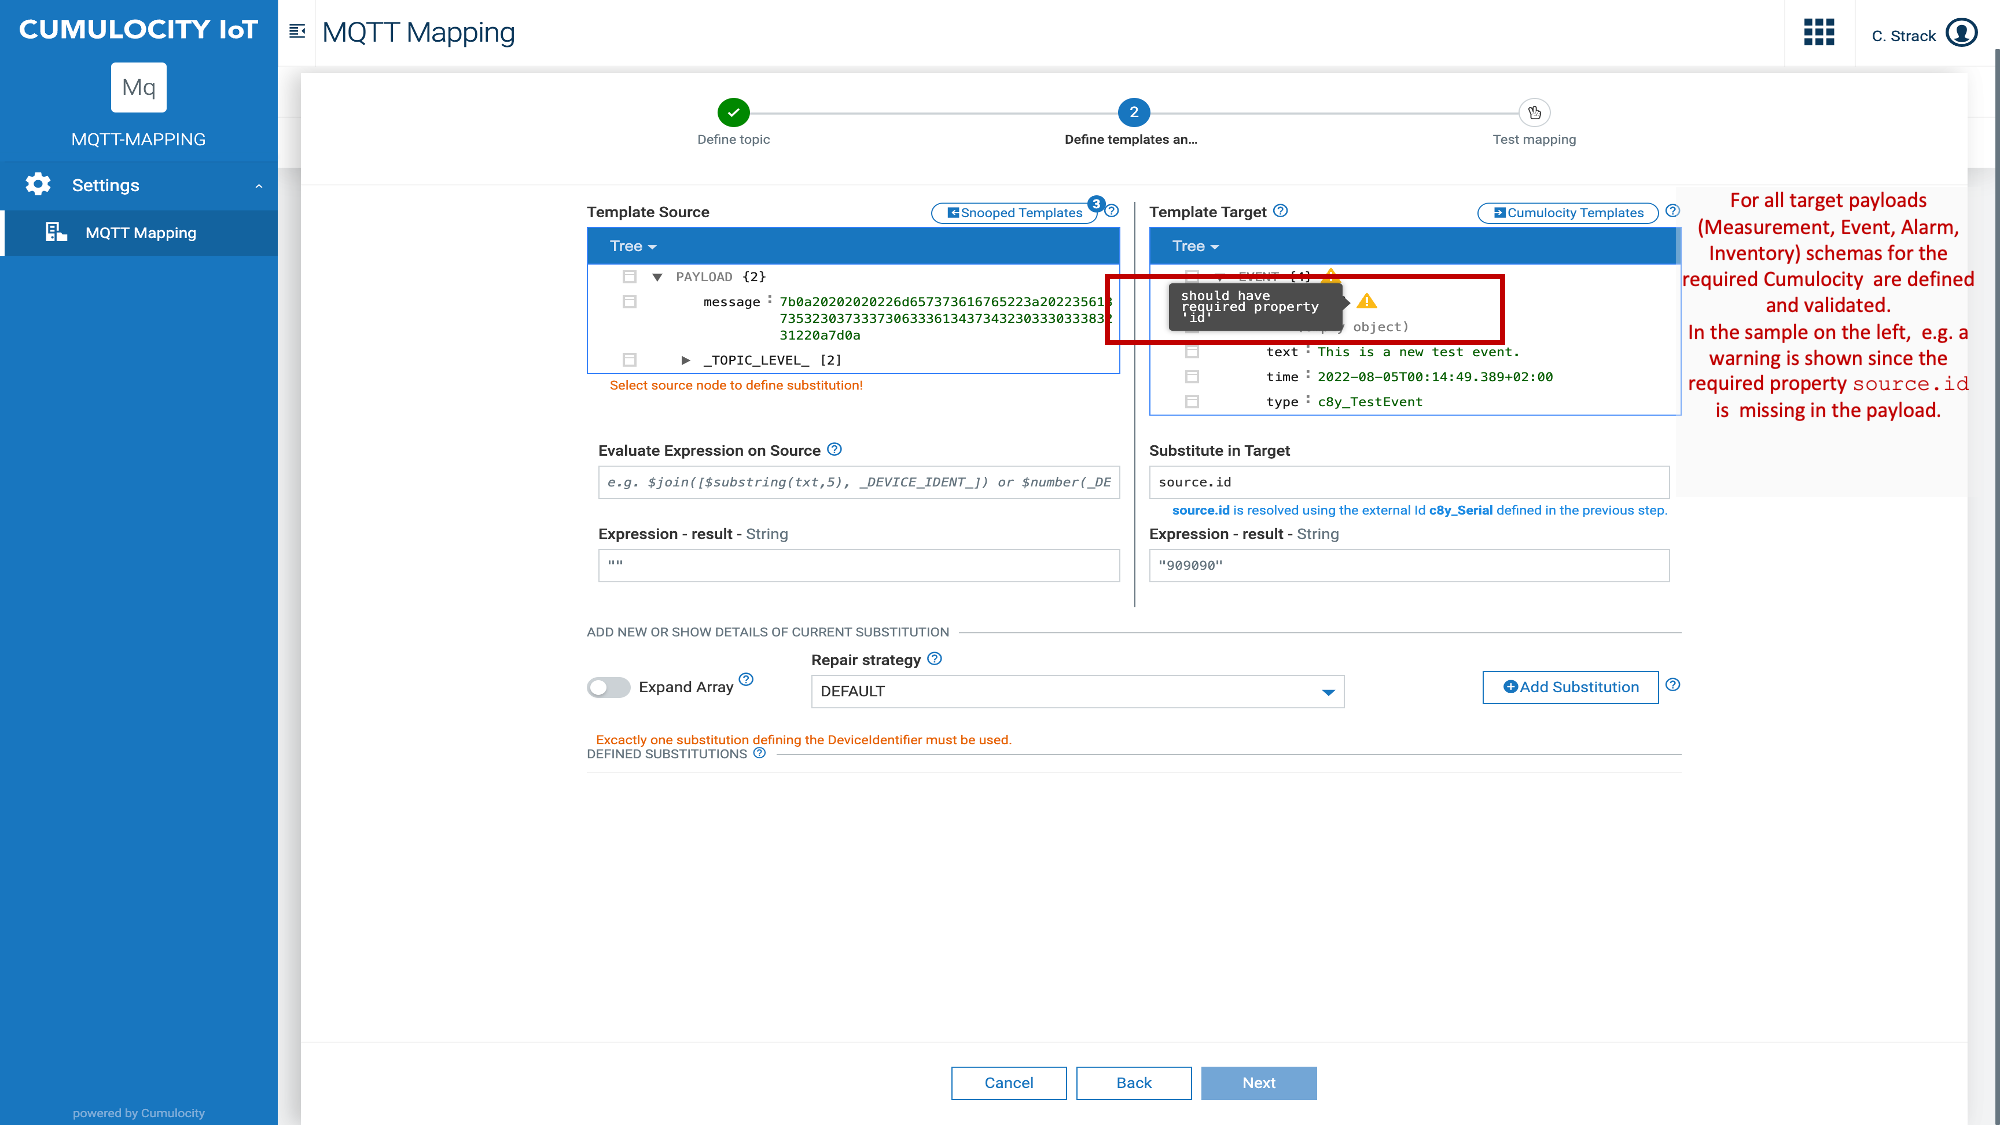 CUMULOCITY IoT
MQTT Mapping
C. Strack
Mq
MQTT-MAPPING
Settings
MQTT Mapping
powered by Cumulocity
2
Define topic
Define templates an...
Test mapping
Template Source
Snooped Templates
3
Tree
PAYLOAD {2}
message : 7b0a20202020226d657373616765223a202235613
7353230373337306333613437343230333033383
31220a7d0a
_TOPIC_LEVEL_ [2]
Select source node to define substitution!
Template Target
Cumulocity Templates
Tree
EVENT {4}
should have
required property
'id'
object)
text : This is a new test event.
time : 2022-08-05T00:14:49.389+02:00
type : c8y_TestEvent
For all target payloads
(Measurement, Event, Alarm,
Inventory) schemas for the
required Cumulocity are defined
and validated.
In the sample on the left, e.g. a
warning is shown since the
required property source.id
is missing in the payload.
Evaluate Expression on Source
e.g. $join([$substring(txt,5), _DEVICE_IDENT_]) or $number(_DE
Expression - result - String
""
Substitute in Target
source.id
source.id is resolved using the external Id c8y_Serial defined in the previous step.
Expression - result - String
"909090"
ADD NEW OR SHOW DETAILS OF CURRENT SUBSTITUTION
Expand Array
Repair strategy
DEFAULT
Add Substitution
Excactly one substitution defining the DeviceIdentifier must be used.
DEFINED SUBSTITUTIONS
Cancel
Back
Next